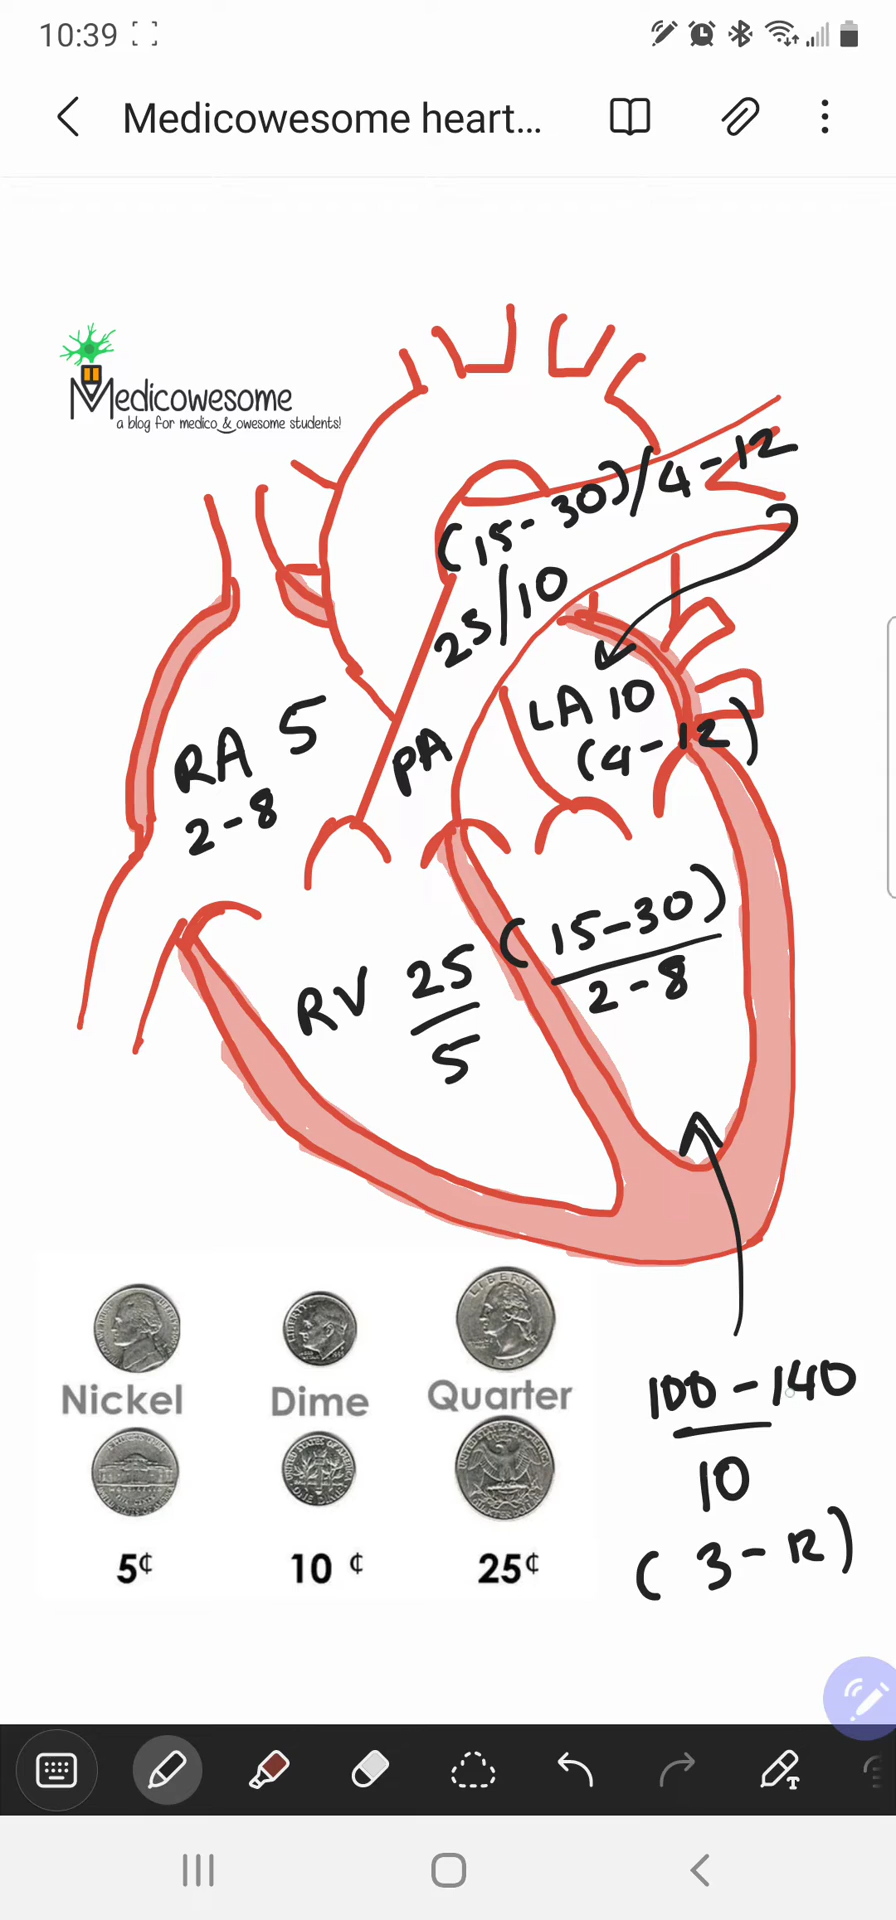 10:39
Medicowesome heart...
Medicowesome
a blog for medico & owesome students!
(15-30)/4-12
25/10
LA 10
(4-12)
RA 5
2-8
PA
RV 25/5 (15-30)/2-8
100-140
10
(3-12)
Nickel Dime Quarter
5¢ 10 ¢ 25¢